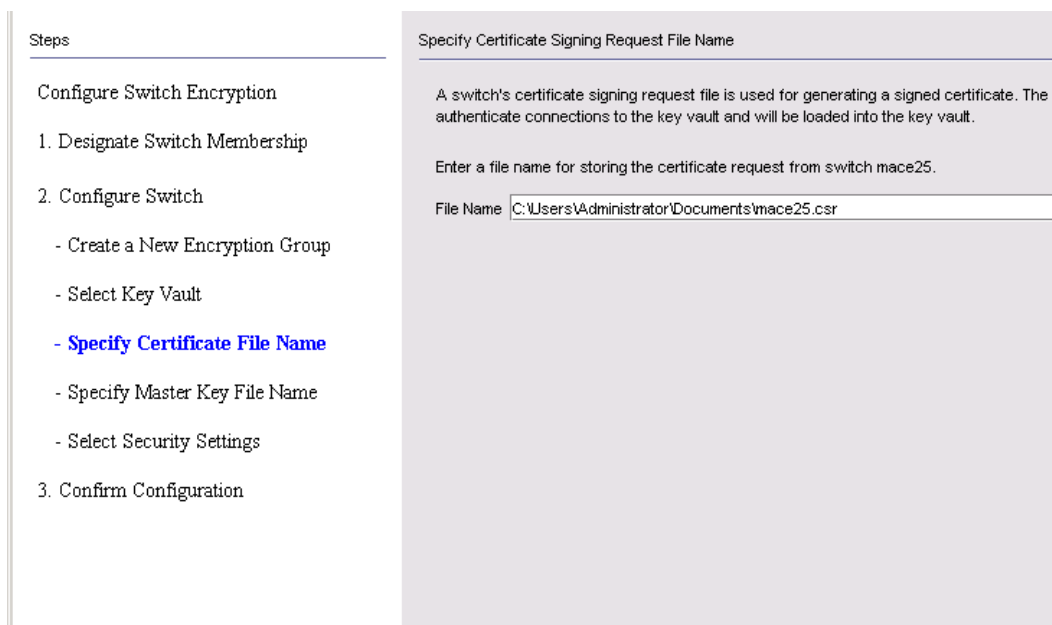 Steps
Configure Switch Encryption
1. Designate Switch Membership
2. Configure Switch
- Create a New Encryption Group
- Select Key Vault
- Specify Certificate File Name
- Specify Master Key File Name
- Select Security Settings
3. Confirm Configuration
Specify Certificate Signing Request File Name
A switch's certificate signing request file is used for generating a signed certificate. The
authenticate connections to the key vault and will be loaded into the key vault.
Enter a file name for storing the certificate request from switch mace25.
File Name C:\Users\Administrator\Documents\mace25.csr